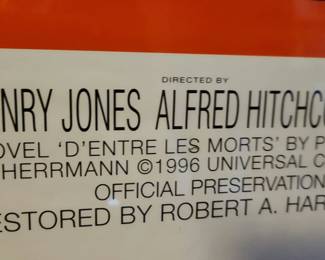 DIRECTED BY
NRY JONES ALFRED HITCHCO
OVEL 'D'ENTRE LES MORTS' BY P
HERRMANN ©1996 UNIVERSAL C
OFFICIAL PRESERVATION
ESTORED BY ROBERT A. HAR